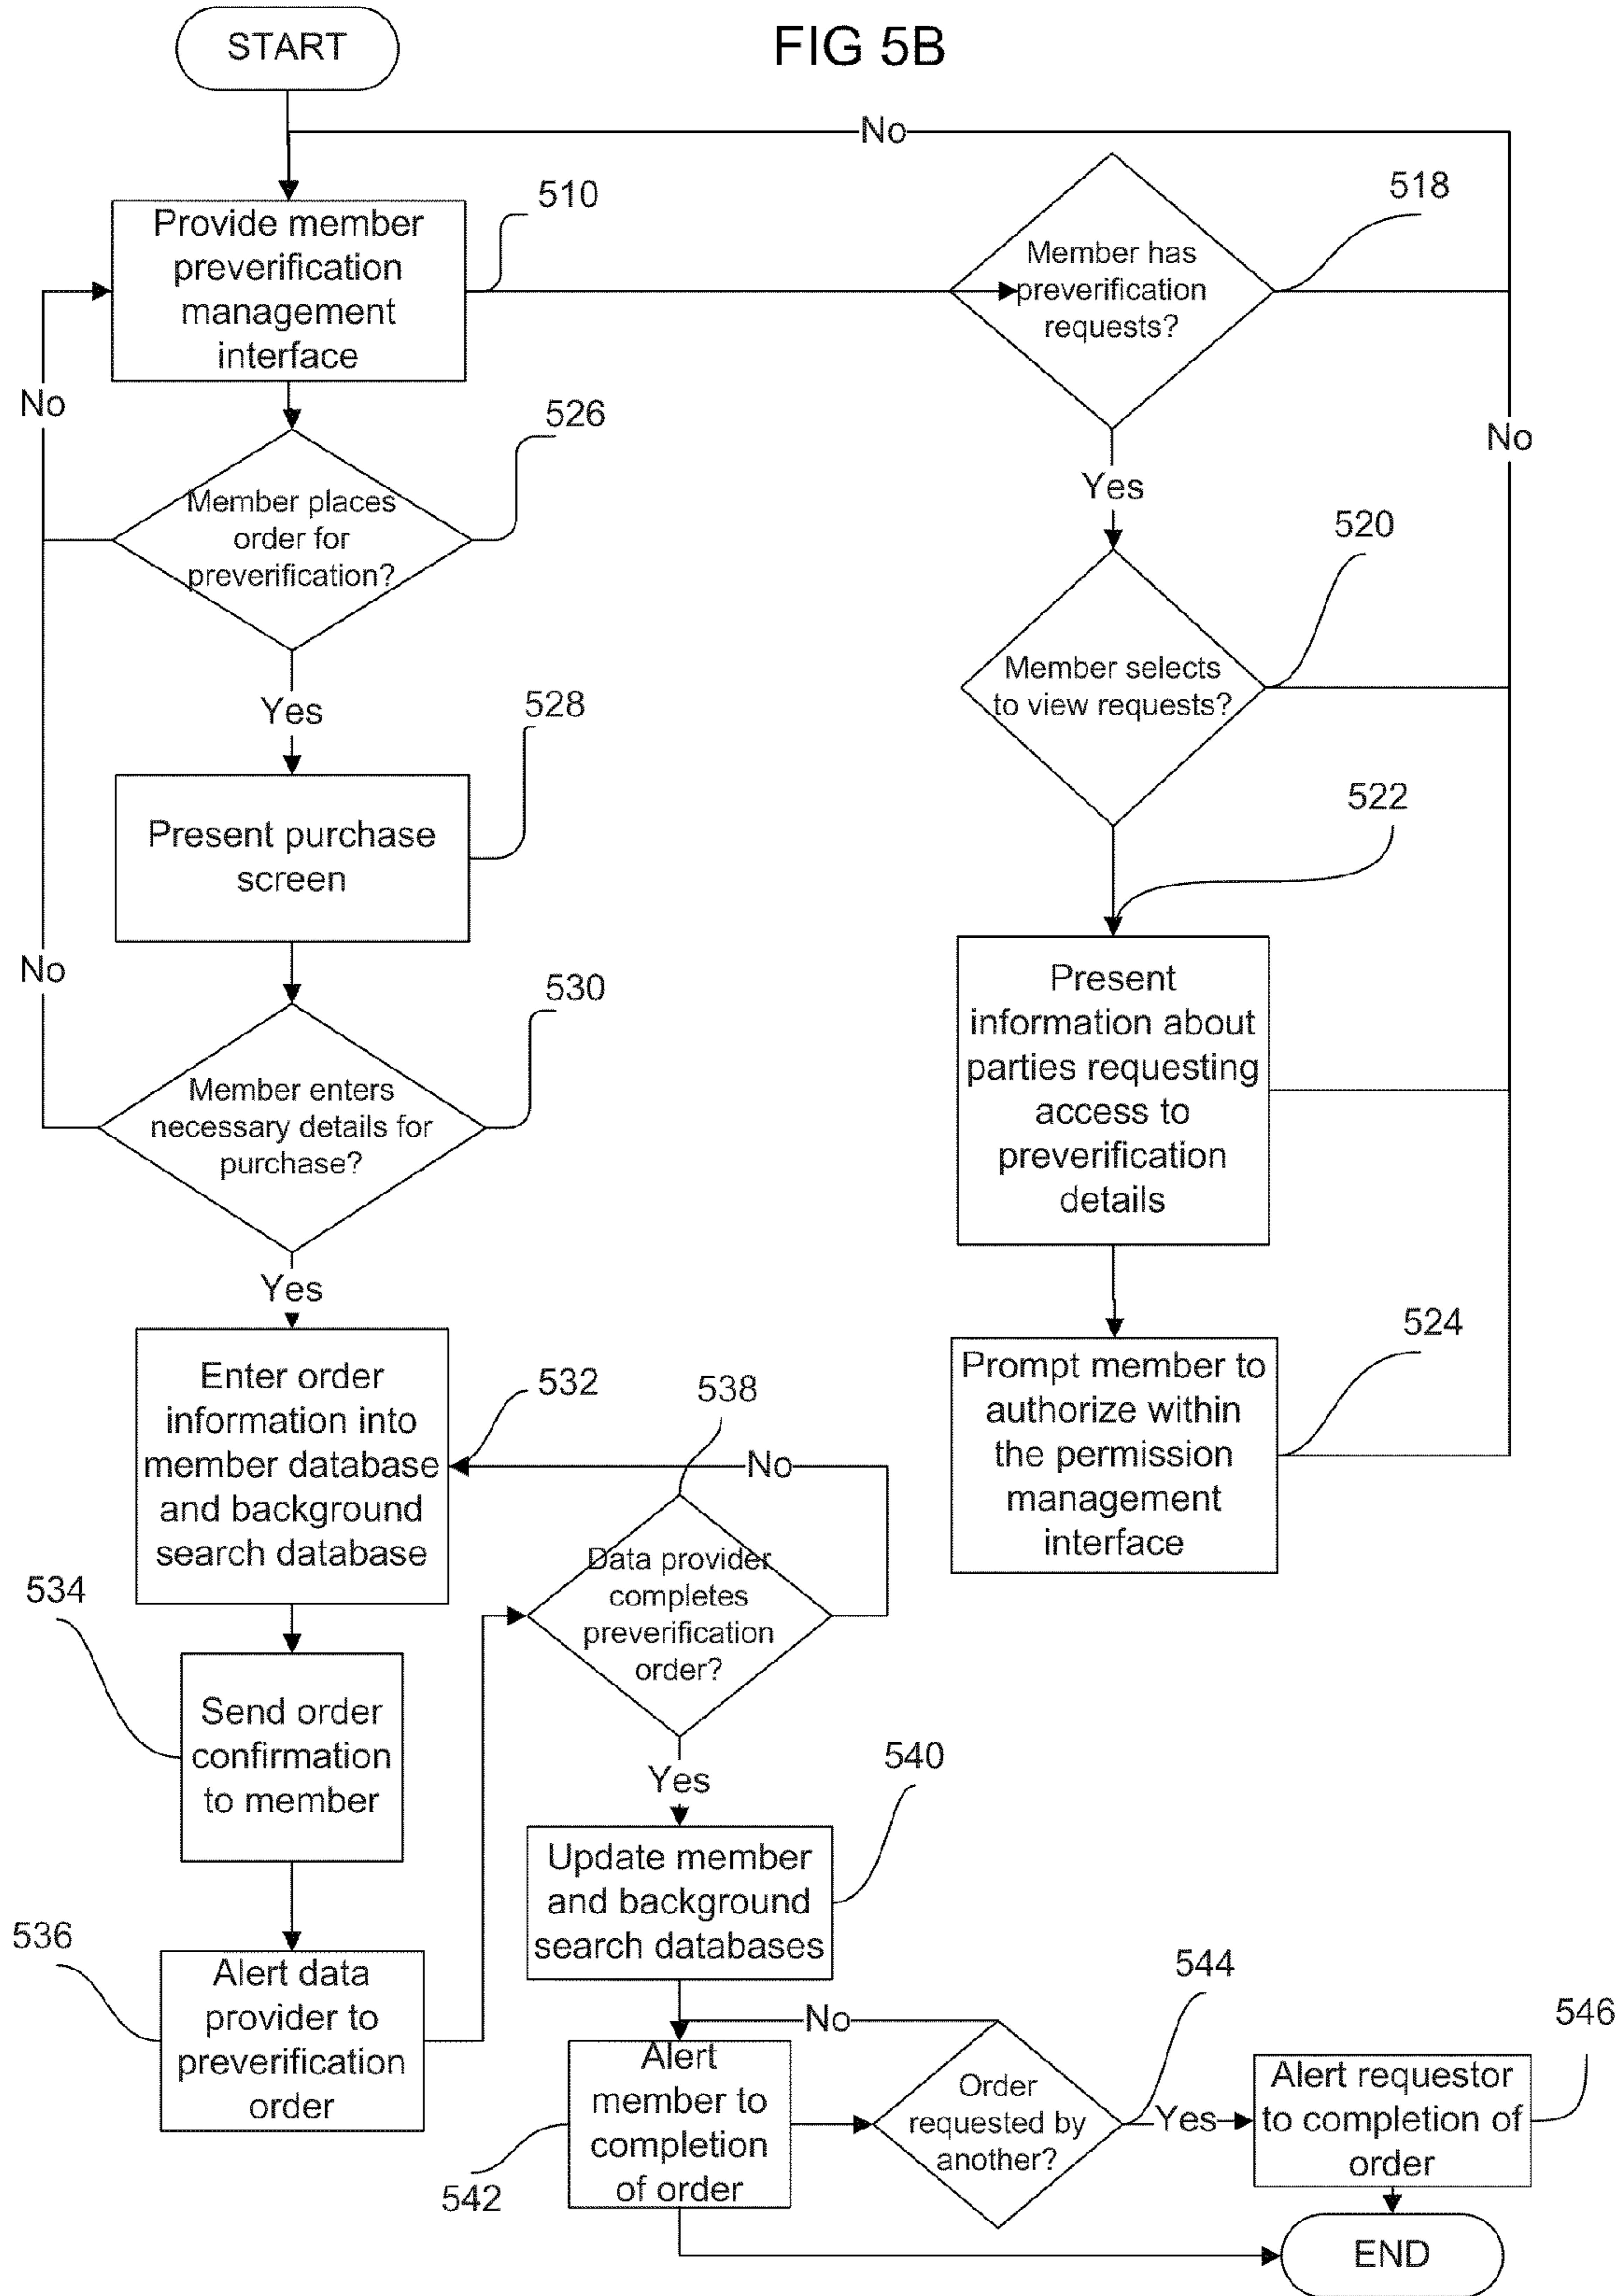 START
FIG 5B
No
510
518
Provide member
preverification
management
interface
Member has
preverification
requests?
No
526
No
Member places
order for
preverification?
Yes
520
Yes
528
Member selects
to view requests?
Present purchase
screen
522
No
530
Present
information about
parties requesting
access to
preverification
details
Member enters
necessary details for
purchase?
Yes
524
Enter order
information into
member database
and background
search database
532
538
No
Prompt member to
authorize within
the permission
management
interface
Data provider
completes
preverification
order?
534
Send order
confirmation
to member
Yes
540
Update member
and background
search databases
536
Alert data
provider to
preverification
order
544
No
546
Alert
member to
completion
of order
Order
requested by
another?
Yes
Alert requestor
to completion of
order
542
END